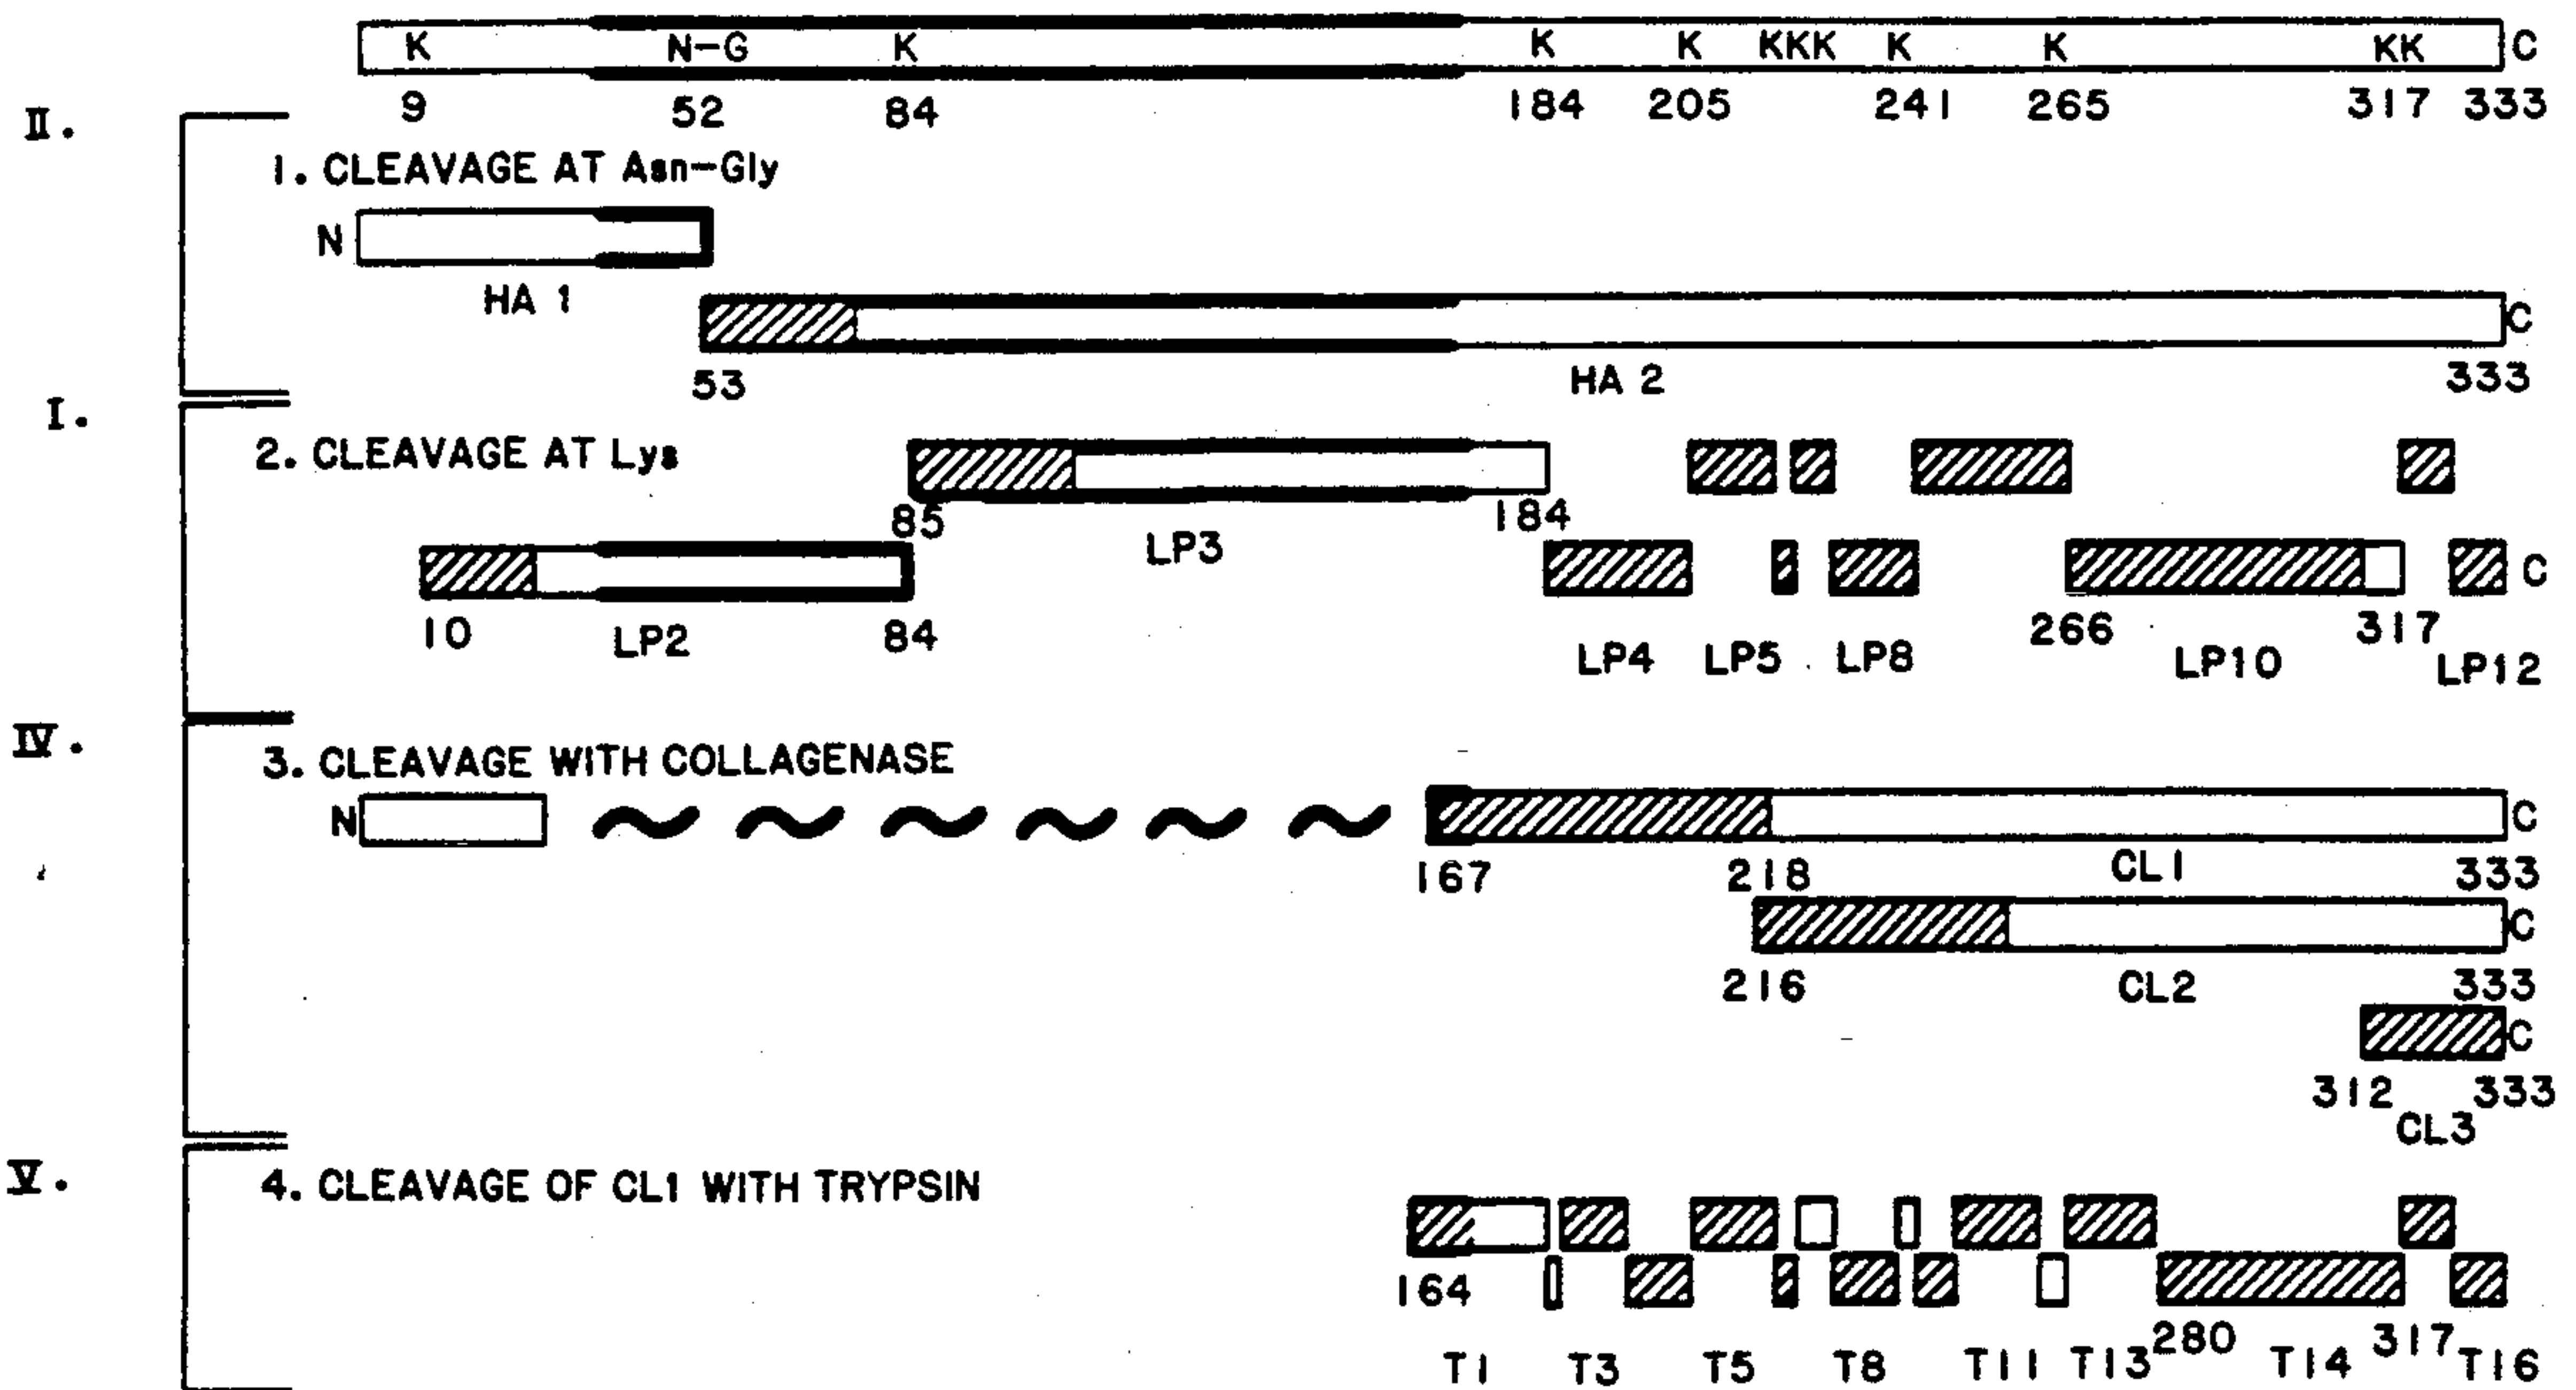 K N-G K K K KKK K K KK C
9 52 84 184 205 241 265 317 333
II.
1. CLEAVAGE AT Asn-Gly
N
HA 1
C
53 HA 2 333
I.
2. CLEAVAGE AT Lys
85 LP3 184
C
10 LP2 84
LP4 LP5 LP8 266 LP10 317 LP12
IV.
3. CLEAVAGE WITH COLLAGENASE
N C
167 218 CL1 333
C
216 CL2 333
C
312 333
CL3
V.
4. CLEAVAGE OF CL1 WITH TRYPSIN
164 280 317
T1 T3 T5 T8 T11 T13 T14 T16